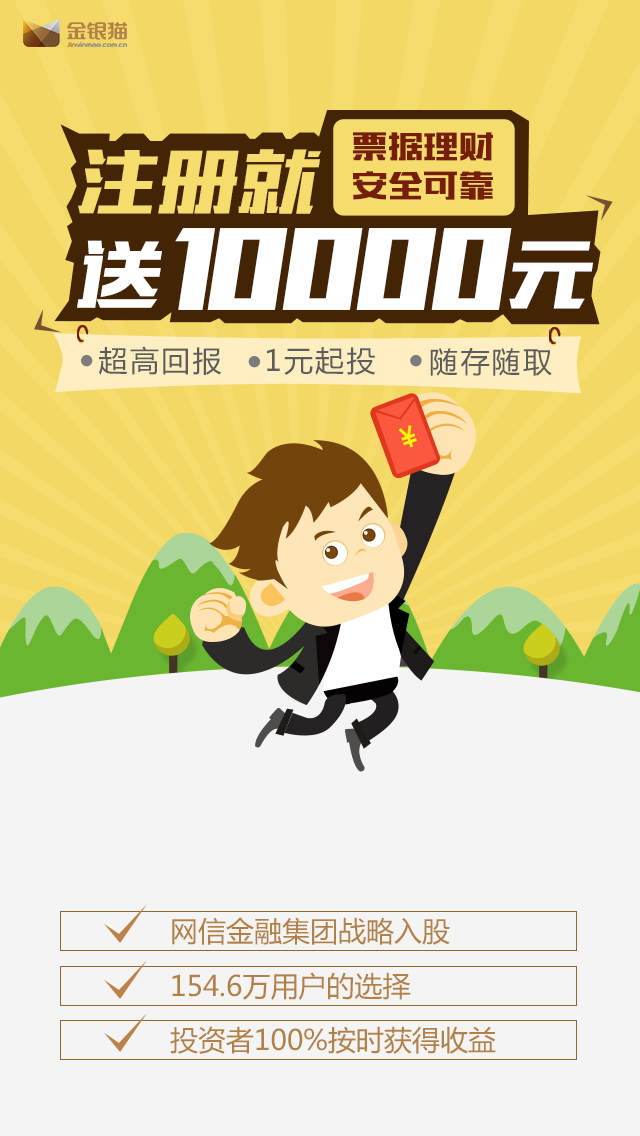 金银猫
Jinyinmao.com.cn
票据理财
安全可靠
注册就
送10000元
•超高回报 •1元起投 •随存随取
¥
网信金融集团战略入股
154.6万用户的选择
投资者100%按时获得收益